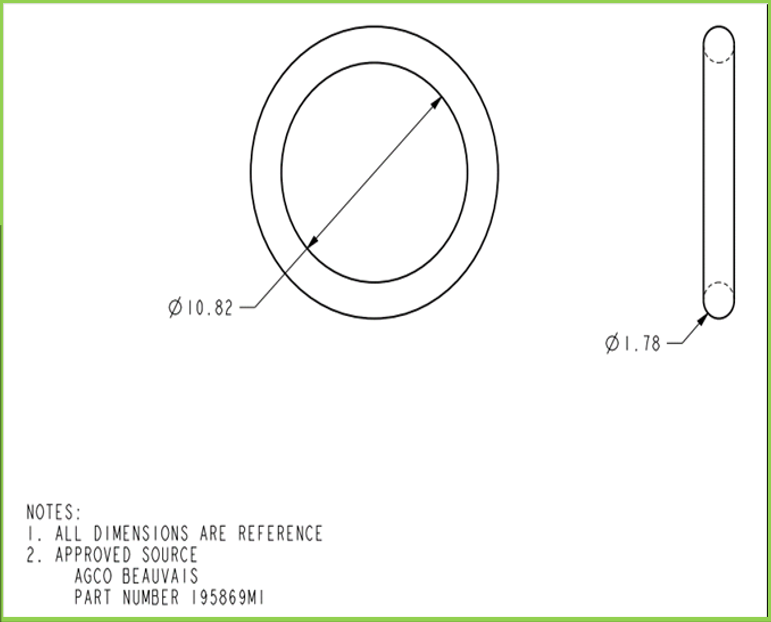 Ø10.82
Ø1.78
NOTES:
1. ALL DIMENSIONS ARE REFERENCE
2. APPROVED SOURCE
AGCO BEAUVAIS
PART NUMBER 195869M1